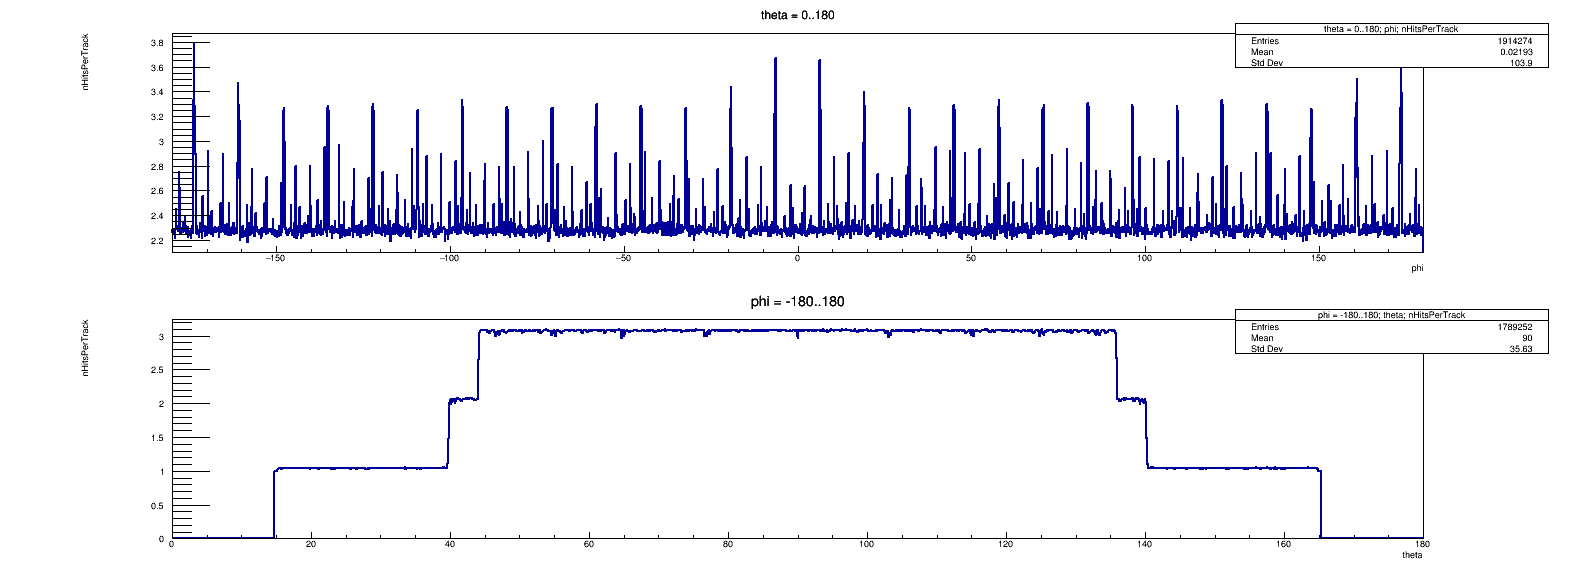 theta = 0..180
theta = 0..180; phi; nHitsPerTrack
Entries 1914274
Mean 0.02193
Std Dev 103.9
nHitsPerTrack
3.8
3.6
3.4
3.2
3
2.8
2.6
2.4
2.2
−150 −100 −50 0 50 100 150
phi
phi = -180..180
phi = -180..180; theta; nHitsPerTrack
Entries 1789252
Mean 90
Std Dev 35.63
nHitsPerTrack
3
2.5
2
1.5
1
0.5
0
0 20 40 60 80 100 120 140 160 180
theta